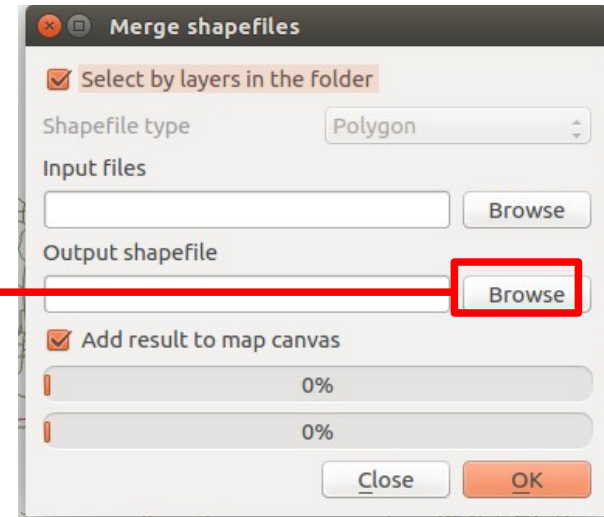 Merge shapefiles
Select by layers in the folder
Shapefile type Polygon
Input files
Browse
Output shapefile
Browse
Add result to map canvas
0%
0%
Close OK